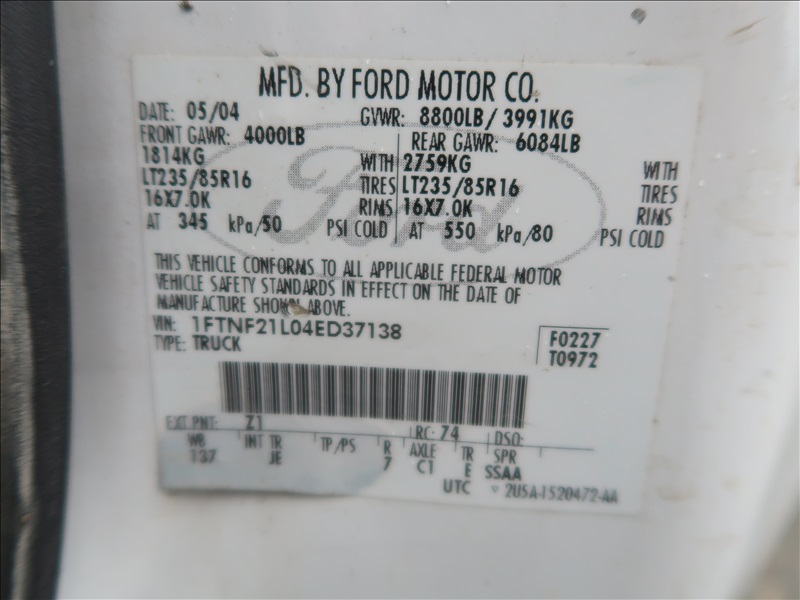 MFD. BY FORD MOTOR CO.
DATE: 05/04 GVWR: 8800LB/ 3991KG
FRONT GAWR: 4000LB REAR GAWR: 6084LB
1814KG WITH 2759KG WITH
LT235/85R16 TIRES LT235/85R16 TIRES
16X7.0K RIMS 16X7.0K RIMS
AT 345 kPa/50 PSI COLD AT 550 kPa/80 PSI COLD
Ford
THIS VEHICLE CONFORMS TO ALL APPLICABLE FEDERAL MOTOR
VEHICLE SAFETY STANDARDS IN EFFECT ON THE DATE OF
MANUFACTURE SHOWN ABOVE.
VIN: 1FTNF21L04ED37138 F0227
TYPE: TRUCK T0972
EXT PNT: Z1 RC: 74 DSO:
WB INT TR TP/PS R AXLE TR SPR
137 JE 7 C1 E SSAA
UTC ▽ 2U5A-1520472-AA